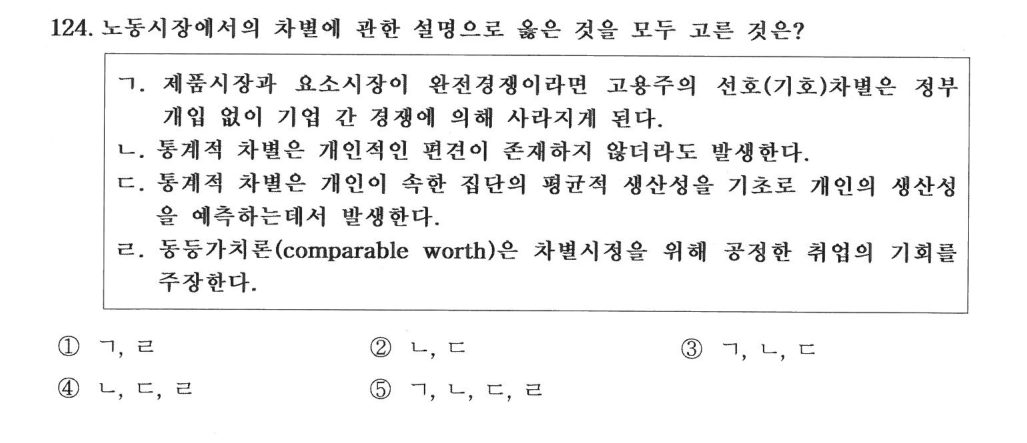 124. 노동시장에서의 차별에 관한 설명으로 옳은 것을 모두 고른 것은?
ㄱ. 제품시장과 요소시장이 완전경쟁이라면 고용주의 선호(기호)차별은 정부
개입 없이 기업 간 경쟁에 의해 사라지게 된다.
ㄴ. 통계적 차별은 개인적인 편견이 존재하지 않더라도 발생한다.
ㄷ. 통계적 차별은 개인이 속한 집단의 평균적 생산성을 기초로 개인의 생산성
을 예측하는데서 발생한다.
ㄹ. 동등가치론(comparable worth)은 차별시정을 위해 공정한 취업의 기회를
주장한다.
① ㄱ, ㄹ ② ㄴ, ㄷ ③ ㄱ, ㄴ, ㄷ
④ ㄴ, ㄷ, ㄹ ⑤ ㄱ, ㄴ, ㄷ, ㄹ